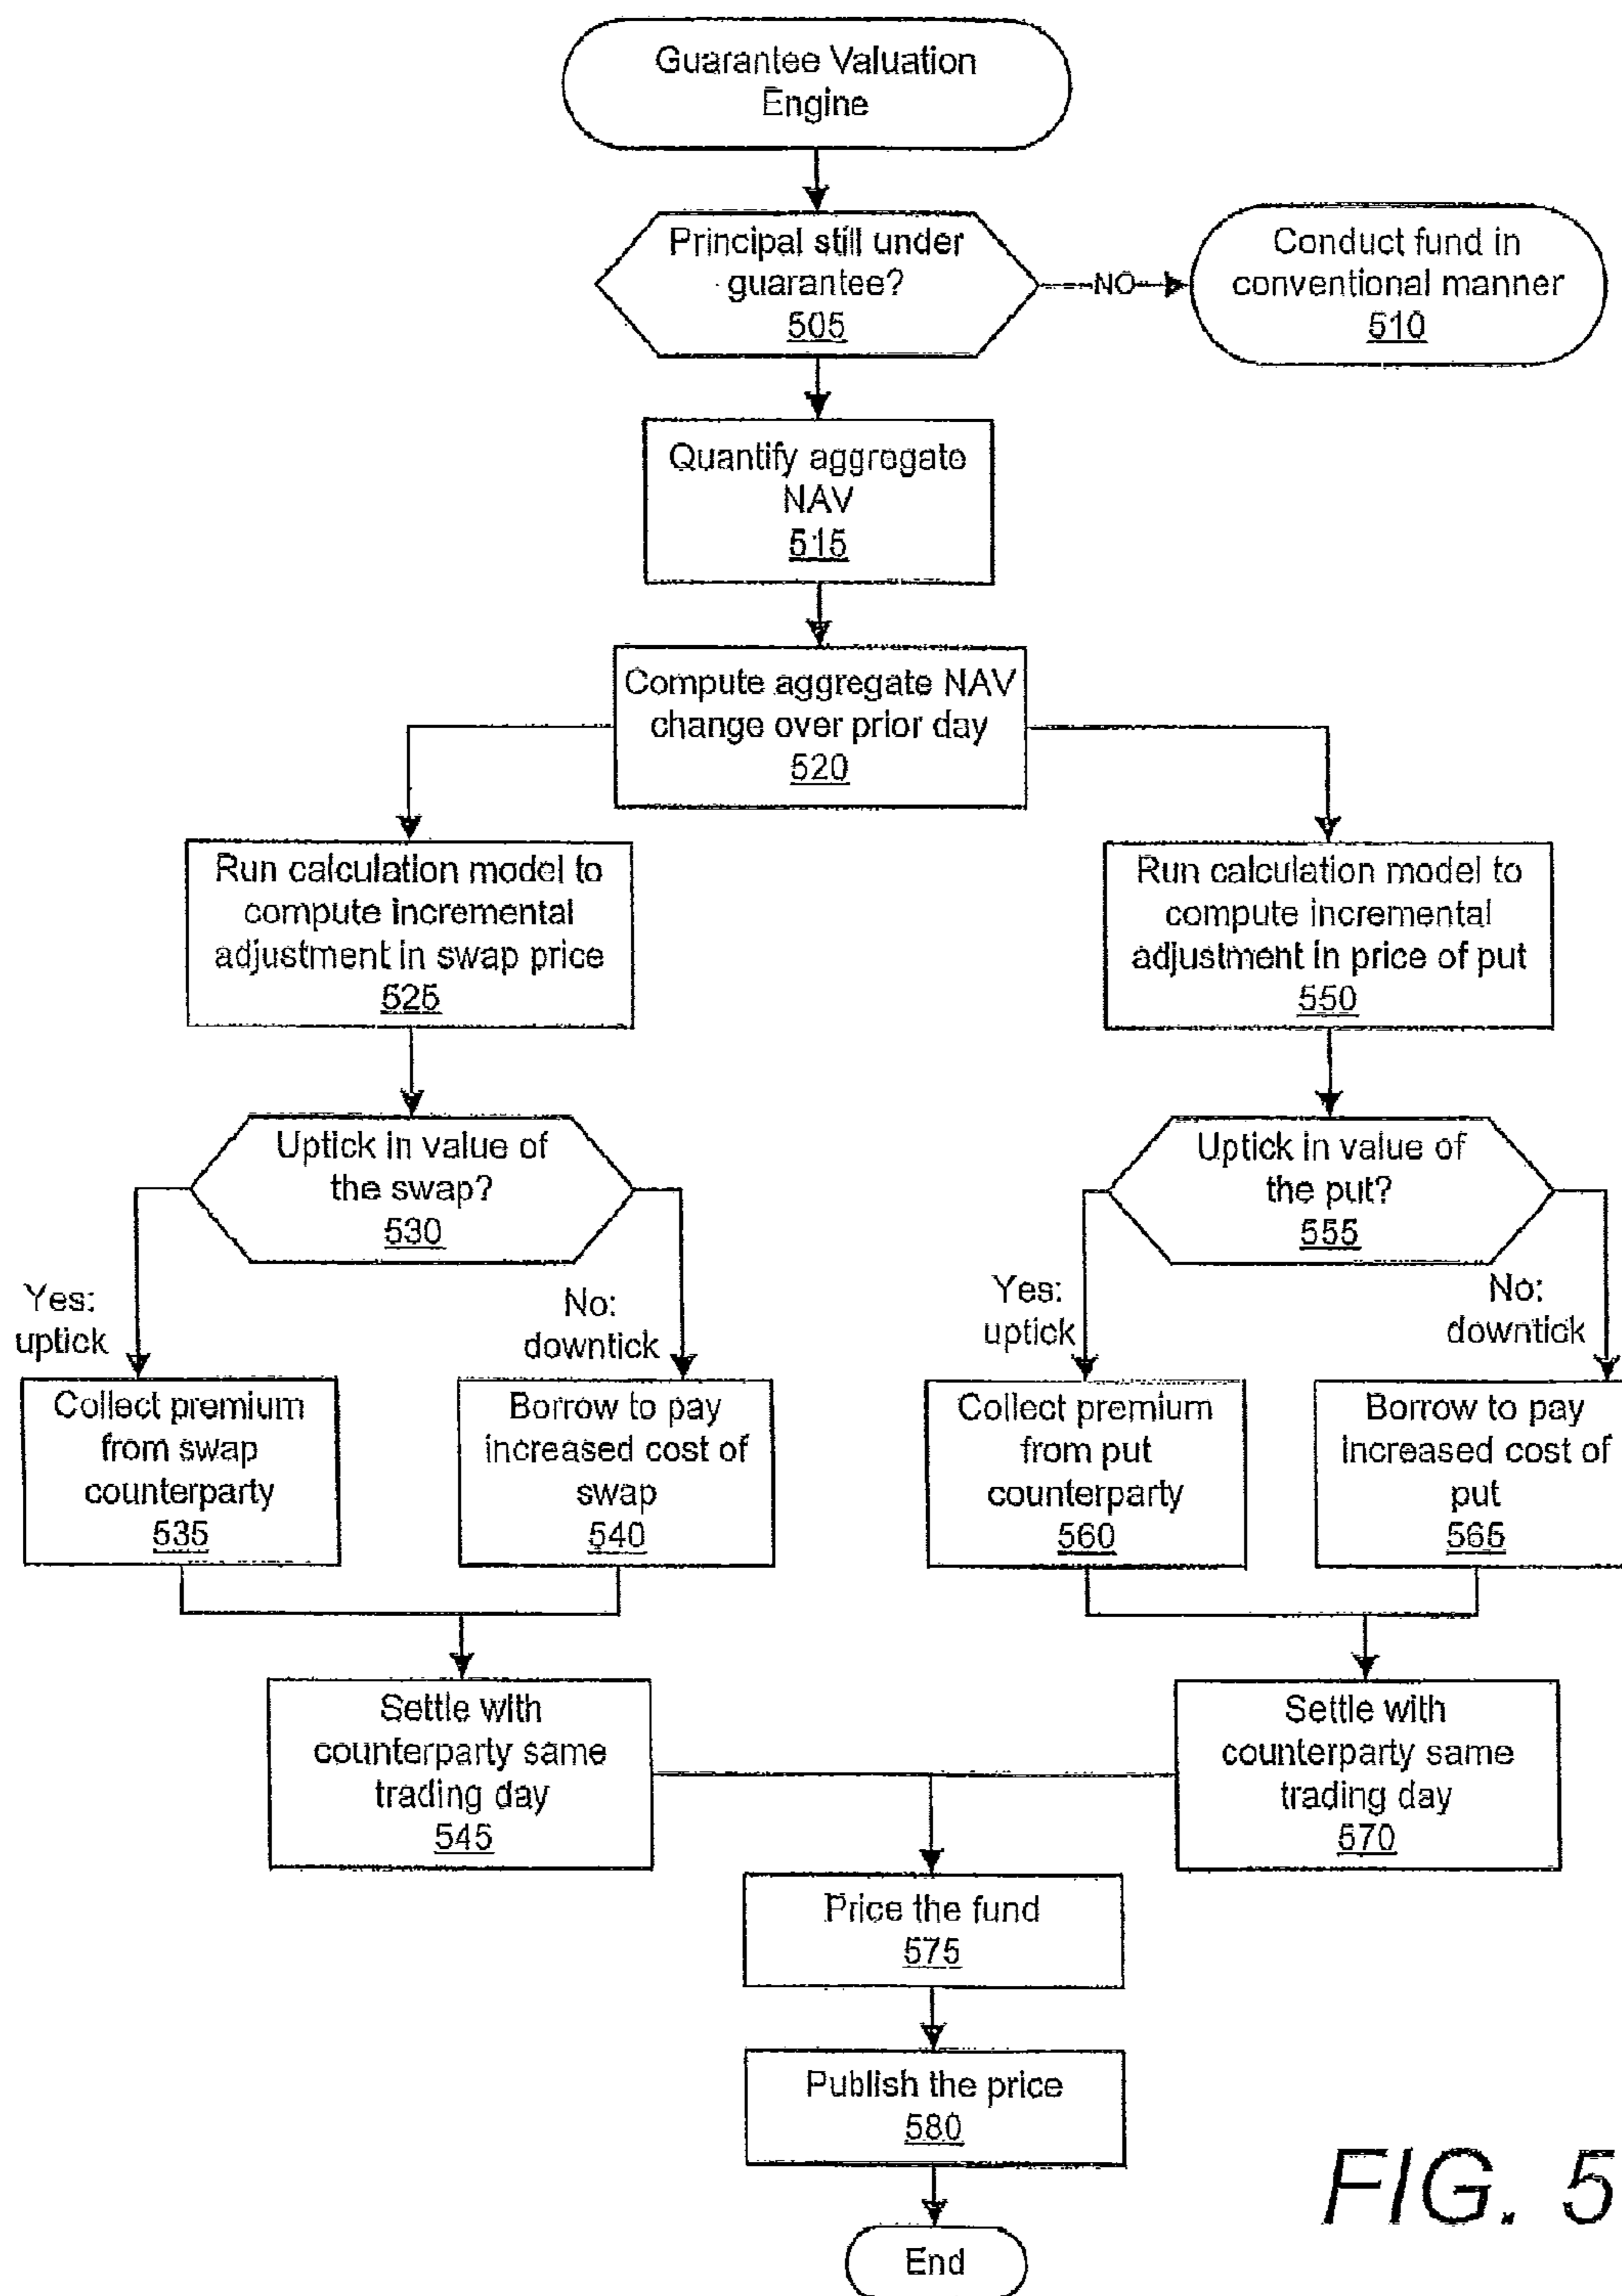 Guarantee Valuation
Engine
Principal still under
guarantee?
505
NO
Conduct fund in
conventional manner
510
Quantify aggregate
NAV
515
Compute aggregate NAV
change over prior day
520
Run calculation model to
compute incremental
adjustment in swap price
525
Run calculation model to
compute incremental
adjustment in price of put
550
Uptick in value of
the swap?
530
Uptick in value of
the put?
555
Yes:
uptick
No:
downtick
Yes:
uptick
No:
downtick
Collect premium
from swap
counterparty
535
Borrow to pay
increased cost of
swap
540
Collect premium
from put
counterparty
560
Borrow to pay
increased cost of
put
565
Settle with
counterparty same
trading day
545
Settle with
counterparty same
trading day
570
Price the fund
575
Publish the price
580
End
FIG. 5